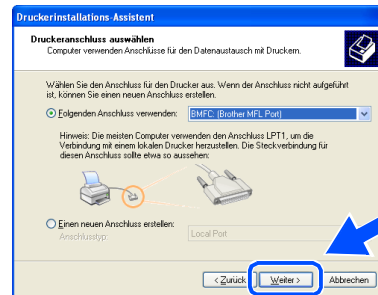 Druckerinstallations-Assistent
Druckeranschluss auswählen
Computer verwenden Anschlüsse für den Datenaustausch mit Druckern.
Wählen Sie den Anschluss für den Drucker aus. Wenn der Anschluss nicht aufgeführt
ist, können Sie einen neuen Anschluss erstellen.
Folgenden Anschluss verwenden:
BMFC: (Brother MFL Port)
Hinweis: Die meisten Computer verwenden den Anschluss LPT1, um die
Verbindung mit einem lokalen Drucker herzustellen. Die Steckverbindung für
diesen Anschluss sollte etwa so aussehen:
Einen neuen Anschluss erstellen:
Anschlusstyp:
Local Port
< Zurück
Weiter >
Abbrechen